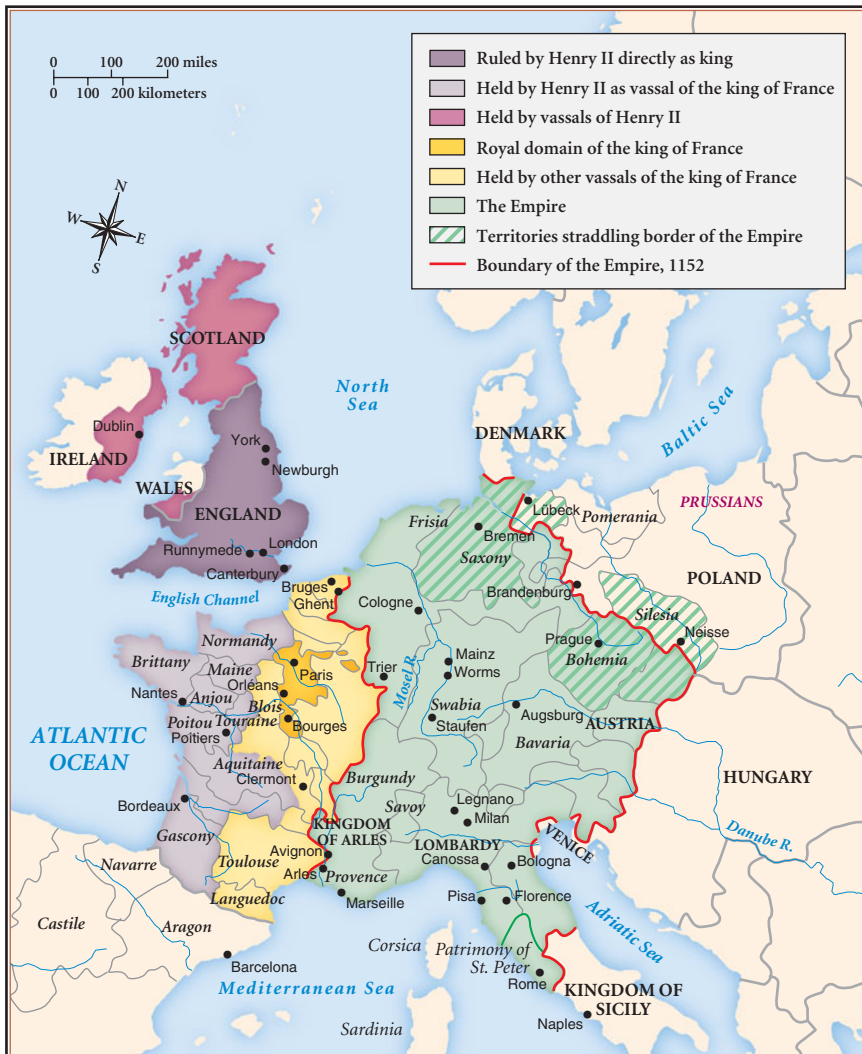 0 100 200 miles
0 100 200 kilometers
Ruled by Henry II directly as king
Held by Henry II as vassal of the king of France
Held by vassals of Henry II
Royal domain of the king of France
Held by other vassals of the king of France
The Empire
Territories straddling border of the Empire
Boundary of the Empire, 1152
N
W
E
S
SCOTLAND
North
Sea
Baltic Sea
DENMARK
Dublin
IRELAND
York
Newburgh
WALES
ENGLAND
London
Runnymede
Canterbury
English Channel
PRUSSIANS
Lübeck
Pomerania
Frisia
Bremen
Saxony
POLAND
Brandenburg
Silesia
Neisse
Prague
Bohemia
Bruges
Ghent
Cologne
Normandy
Brittany
Maine
Paris
Trier
Mosel R.
Mainz
Worms
Orléans
Nantes
Anjou
Blois
Touraine
Bourges
Poitou
Poitiers
Swabia
Staufen
Augsburg
AUSTRIA
Bavaria
ATLANTIC
OCEAN
Aquitaine
Clermont
Burgundy
HUNGARY
Savoy
Legnano
Milan
Bordeaux
KINGDOM
OF ARLES
VENICE
Danube R.
LOMBARDY
Gascony
Avignon
Canossa
Bologna
Toulouse
Arles
Provence
Navarre
Languedoc
Marseille
Pisa
Florence
Castile
Aragon
Adriatic Sea
Corsica
Patrimony of
St. Peter
Barcelona
Mediterranean Sea
Rome
KINGDOM OF
SICILY
Sardinia
Naples